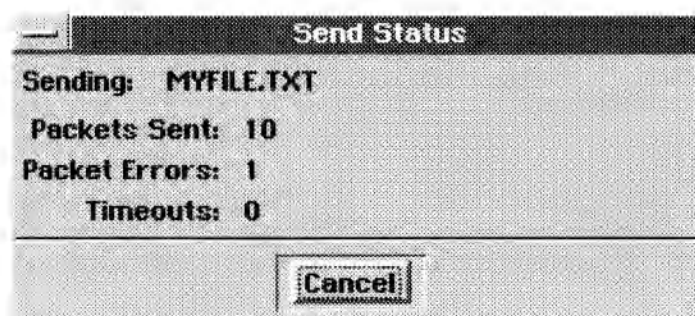 Send Status
Sending: MYFILE.TXT
Packets Sent: 10
Packet Errors: 1
Timeouts: 0
Cancel